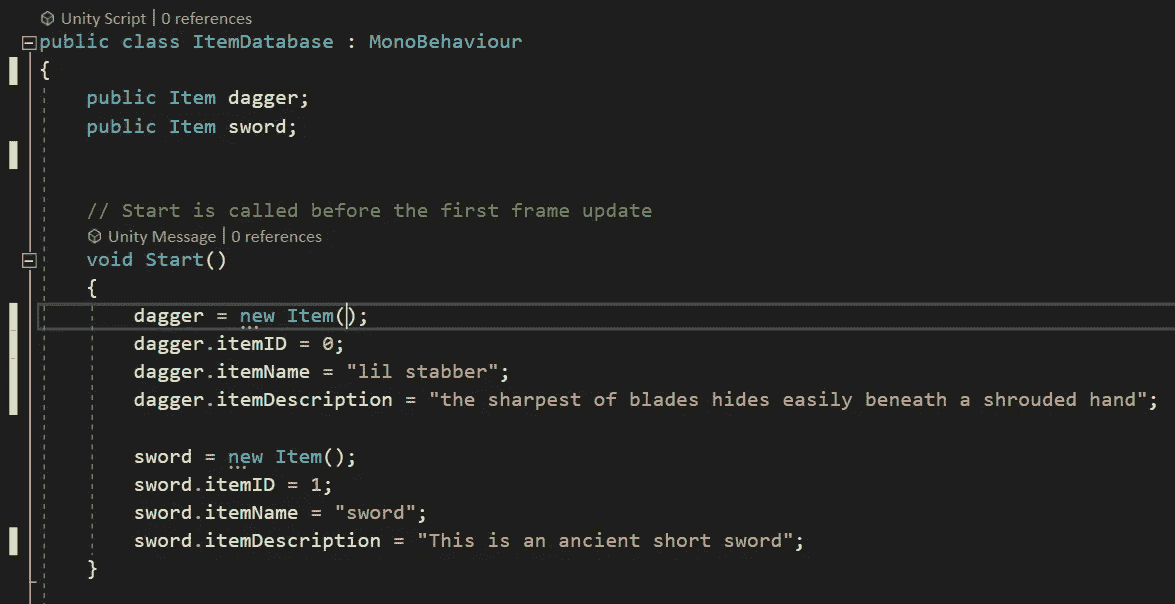 Unity Script | 0 references
public class ItemDatabase : MonoBehaviour
{
public Item dagger;
public Item sword;
// Start is called before the first frame update
Unity Message | 0 references
void Start()
{
dagger = new Item();
dagger.itemID = 0;
dagger.itemName = "lil stabber";
dagger.itemDescription = "the sharpest of blades hides easily beneath a shrouded hand";
sword = new Item();
sword.itemID = 1;
sword.itemName = "sword";
sword.itemDescription = "This is an ancient short sword";
}